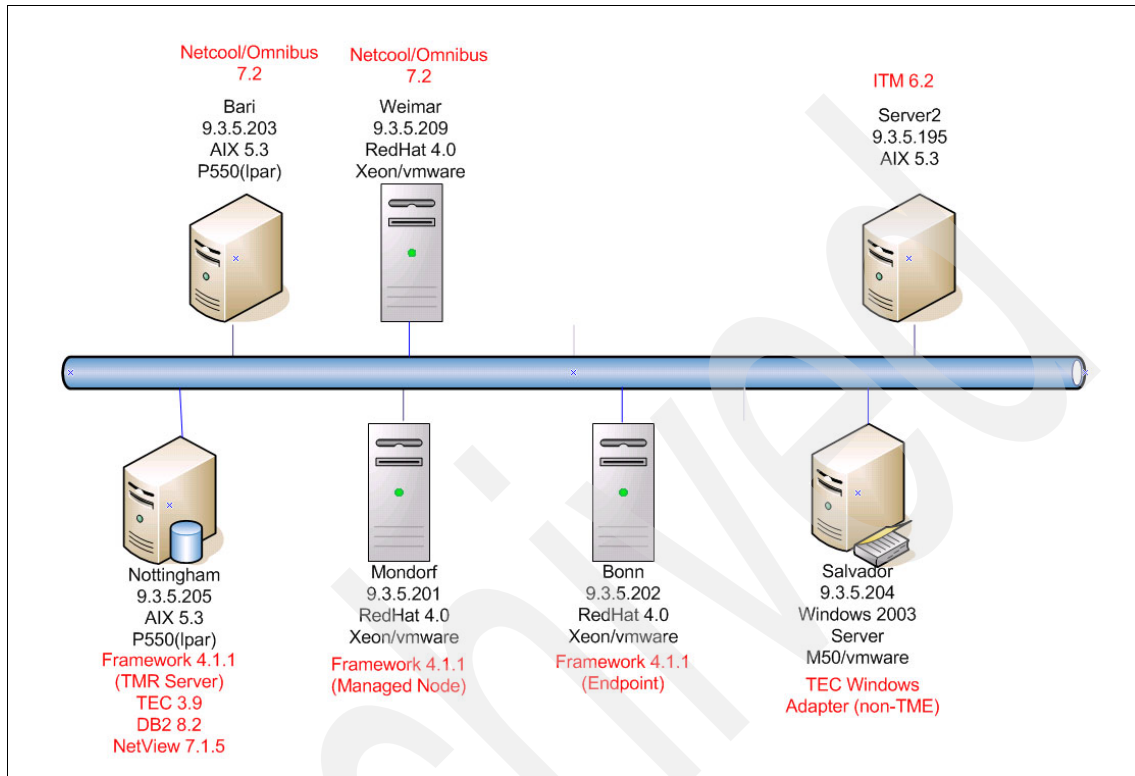 Netcool/Omnibus
7.2
Bari
9.3.5.203
AIX 5.3
P550(lpar)
Netcool/Omnibus
7.2
Weimar
9.3.5.209
RedHat 4.0
Xeon/vmware
ITM 6.2
Server2
9.3.5.195
AIX 5.3
Nottingham
9.3.5.205
AIX 5.3
P550(lpar)
Framework 4.1.1
(TMR Server)
TEC 3.9
DB2 8.2
NetView 7.1.5
Mondorf
9.3.5.201
RedHat 4.0
Xeon/vmware
Framework 4.1.1
(Managed Node)
Bonn
9.3.5.202
RedHat 4.0
Xeon/vmware
Framework 4.1.1
(Endpoint)
Salvador
9.3.5.204
Windows 2003
Server
M50/vmware
TEC Windows
Adapter (non-TME)